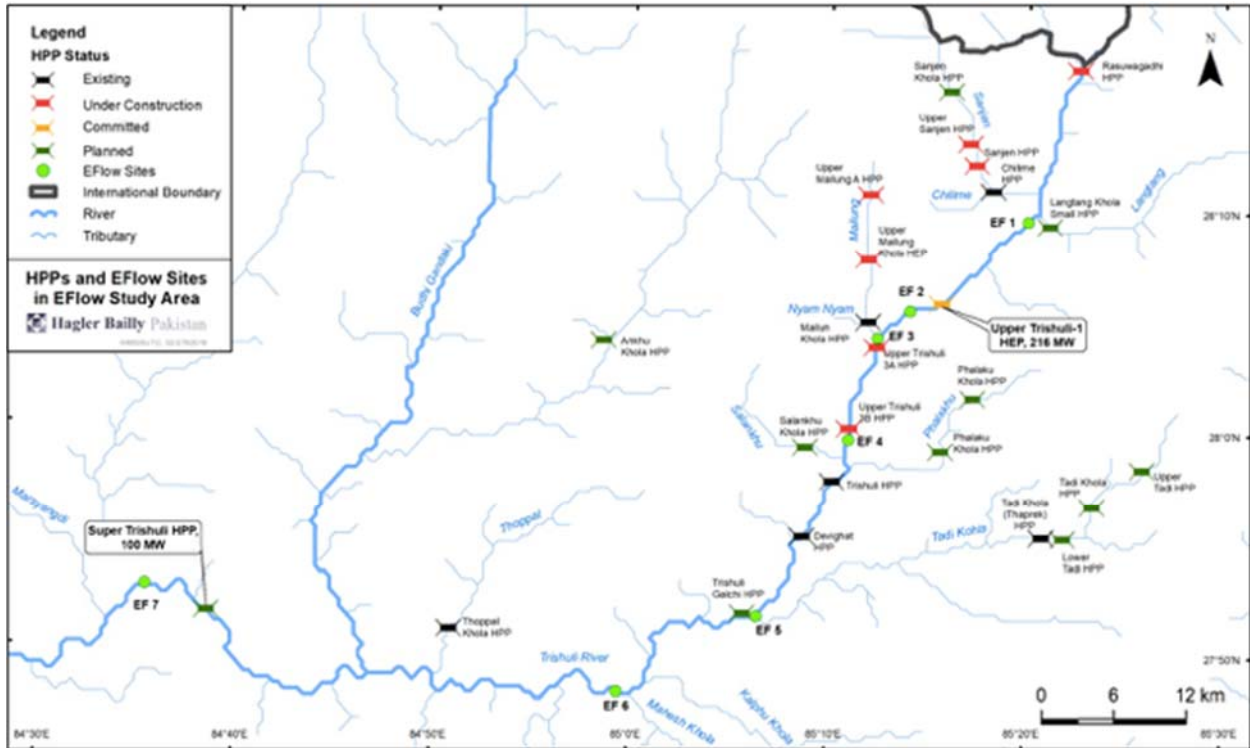 Legend
HPP Status
Existing
Under Construction
Committed
Planned
EFlow Sites
International Boundary
River
Tributary
HPPs and EFlow Sites
in EFlow Study Area
Hagler Bailly Pakistan
N
Rasuwagadhi
HPP
Sanjen
Khola HPP
Sanjen
Upper
Sanjen HPP
Sanjen HPP
Chilime
HPP
Chilime
Upper
Mailung A HPP
Mailung
Upper
Mailung
Khola HEP
Langtang Khola
Small HPP
Langtang
EF 1
28°10'N
EF 2
Nyam Nyam
Mailun
Khola HPP
EF 3
Upper Trishuli
3A HPP
Upper Trishuli-1
HEP, 216 MW
Budhi Gandaki
Ankhu
Khola HPP
Phalaku
Khola HPP
Phalakhu
Phalaku
Khola HPP
Salankhu
Salankhu
Khola HPP
Upper Trishuli
3B HPP
EF 4
28°0'N
Trishuli HPP
Tadi Khola
HPP
Upper
Tadi HPP
Tadi Khola
(Thaprek)
HPP
Lower
Tadi HPP
Tadi Kohla
Marsyangdi
Super Trishuli HPP,
100 MW
Thoppal
Devighat
HPP
EF 7
Trishuli
Galchi HPP
EF 5
Thoppal
Khola HPP
Trishuli River
27°50'N
EF 6
Mahesh Khola
Kalphu Khola
0 6 12 km
84°30'E 84°40'E 84°50'E 85°0'E 85°10'E 85°20'E 85°30'E